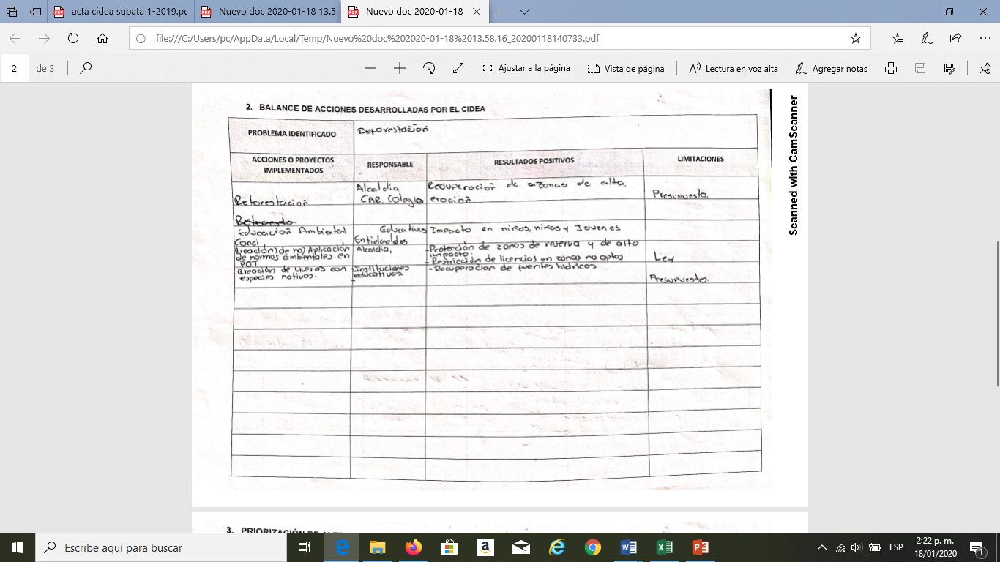 acta cidea supata 1-2019.pc
Nuevo doc 2020-01-18 13.5
Nuevo doc 2020-01-18
file:///C:/Users/pc/AppData/Local/Temp/Nuevo%20doc%202020-01-18%2013.58.16_20200118140733.pdf
2 de 3
Ajustar a la página
Vista de página
Lectura en voz alta
Agregar notas
2. BALANCE DE ACCIONES DESARROLLADAS POR EL CIDEA
PROBLEMA IDENTIFICADO
Deforestación
ACCIONES O PROYECTOS
IMPLEMENTADOS
RESPONSABLE
RESULTADOS POSITIVOS
LIMITACIONES
Reforestación
Alcaldia
CAR. Colegio
Recuperación de zonas de alta
eroción
Presupuesto.
Educación Ambiental
Educativas
Entidades
Impacto en niños, niñas y Jovenes
(creación de no) Aplicación
de normas ambientales en
POT
Alcaldia,
-Protección de zonas de reserva y de alto
impacto.
-Restricción de licencias en zonas no aptas
Ley
Creación de viveros con
especies nativos.
-Instituciones
educativas
-Recuperación de fuentes hídricas
Presupuesto.
Scanned with CamScanner
3. PRIORIZACIÓN DE
Escribe aquí para buscar
ESP
2:22 p. m.
18/01/2020
1